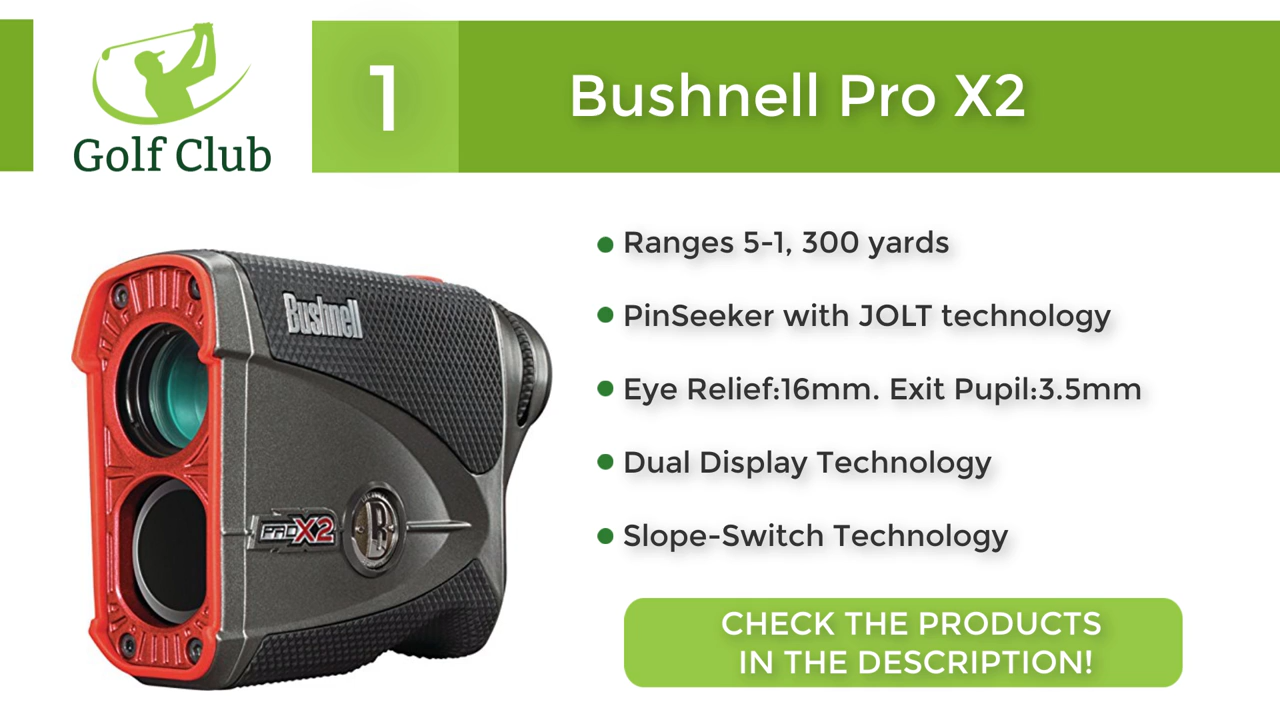 Golf Club
1
Bushnell Pro X2
Ranges 5-1, 300 yards
PinSeeker with JOLT technology
Eye Relief:16mm. Exit Pupil:3.5mm
Dual Display Technology
Slope-Switch Technology
CHECK THE PRODUCTS
IN THE DESCRIPTION!
Bushnell
PRO X2
B